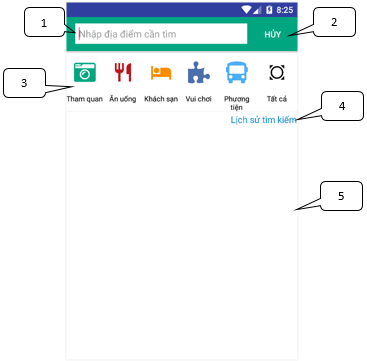 8:25
1
Nhập địa điểm cần tìm
HỦY
2
3
Tham quan
Ăn uống
Khách sạn
Vui chơi
Phương
tiện
Tất cả
4
Lịch sử tìm kiếm
5